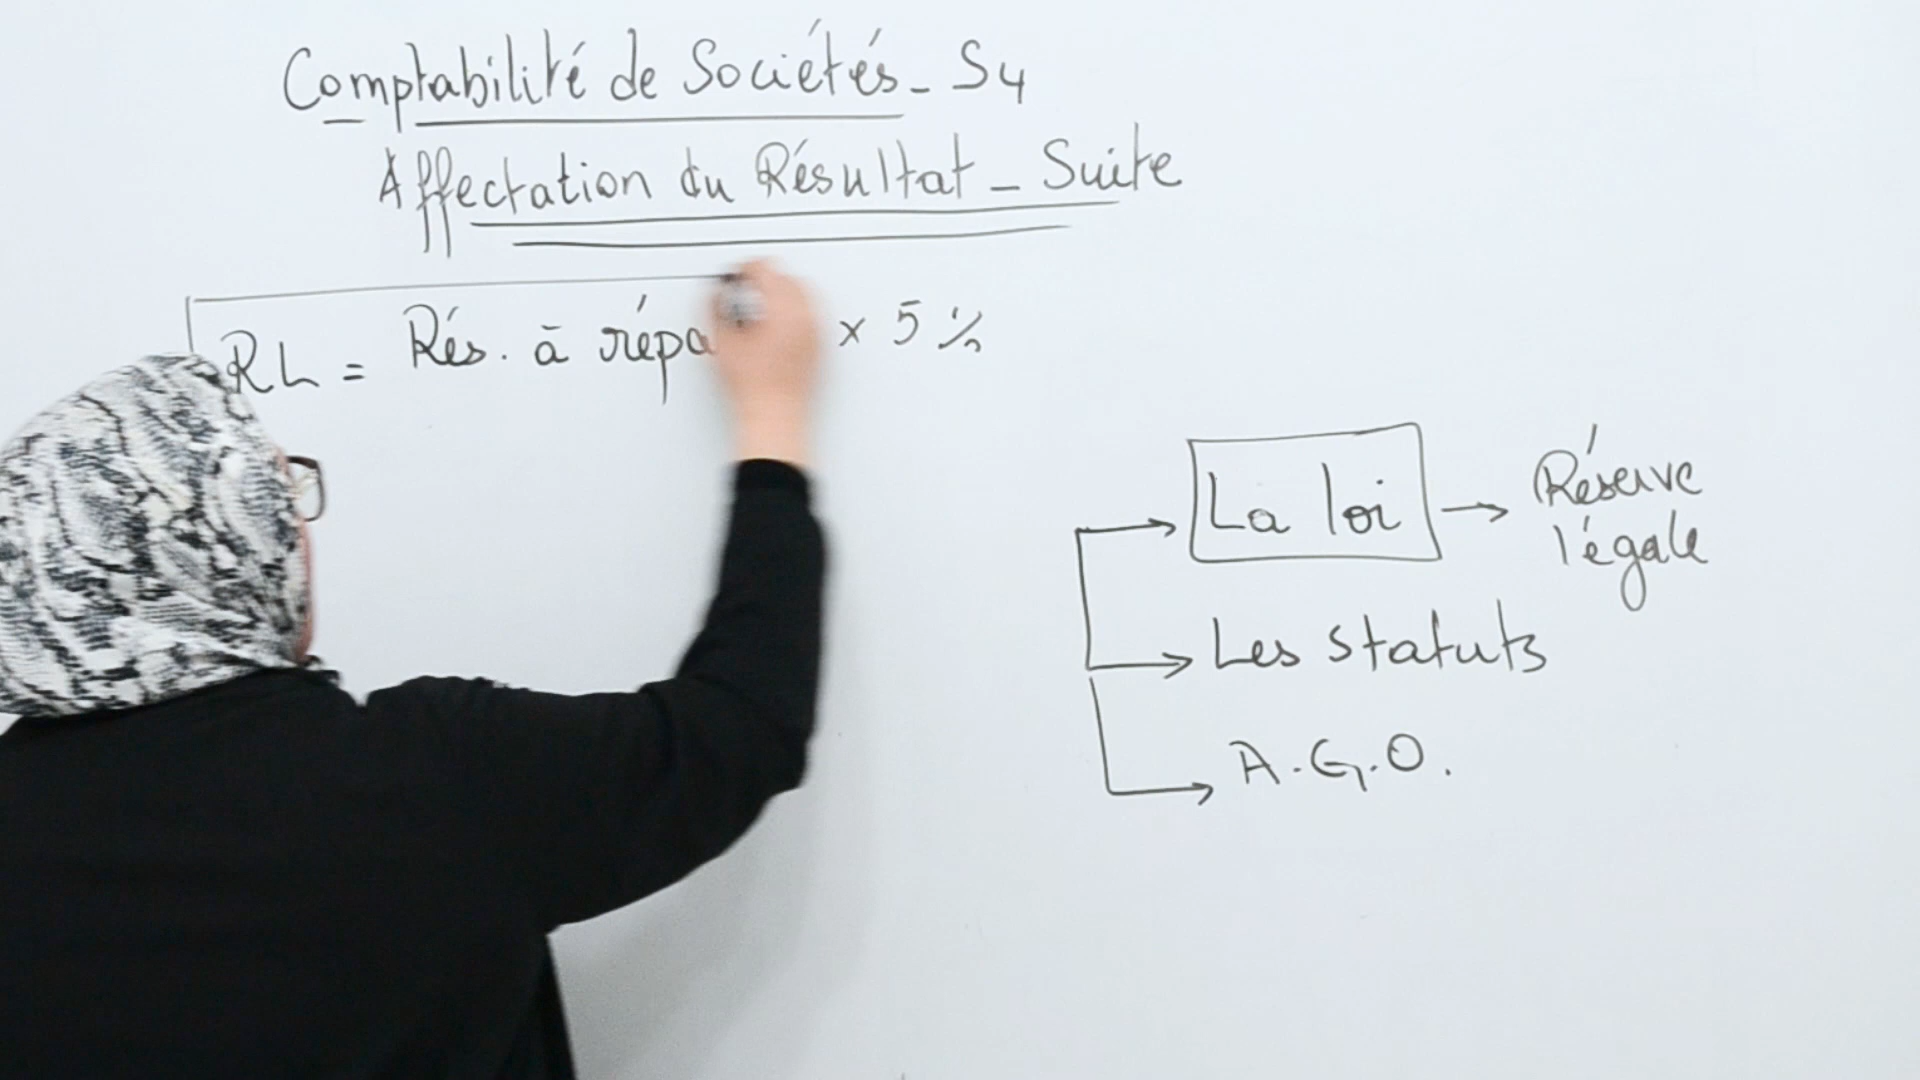 Comptabilité de Sociétés - S4
Affectation du Résultat - Suite
RL = Rés. à répa x 5 %
La loi → Réserve
légale
Les statuts
A.G.O.